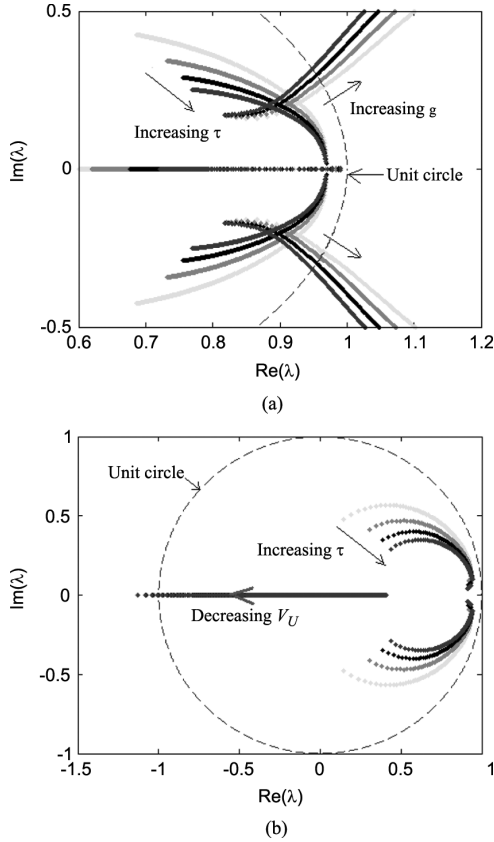 0.5
Increasing τ
Increasing g
Im(λ)
0
Unit circle
-0.5
0.6 0.7 0.8 0.9 1 1.1 1.2
Re(λ)
(a)
1
Unit circle
0.5
Increasing τ
Im(λ)
0
Decreasing V_U
-0.5
-1
-1.5 -1 -0.5 0 0.5 1
Re(λ)
(b)